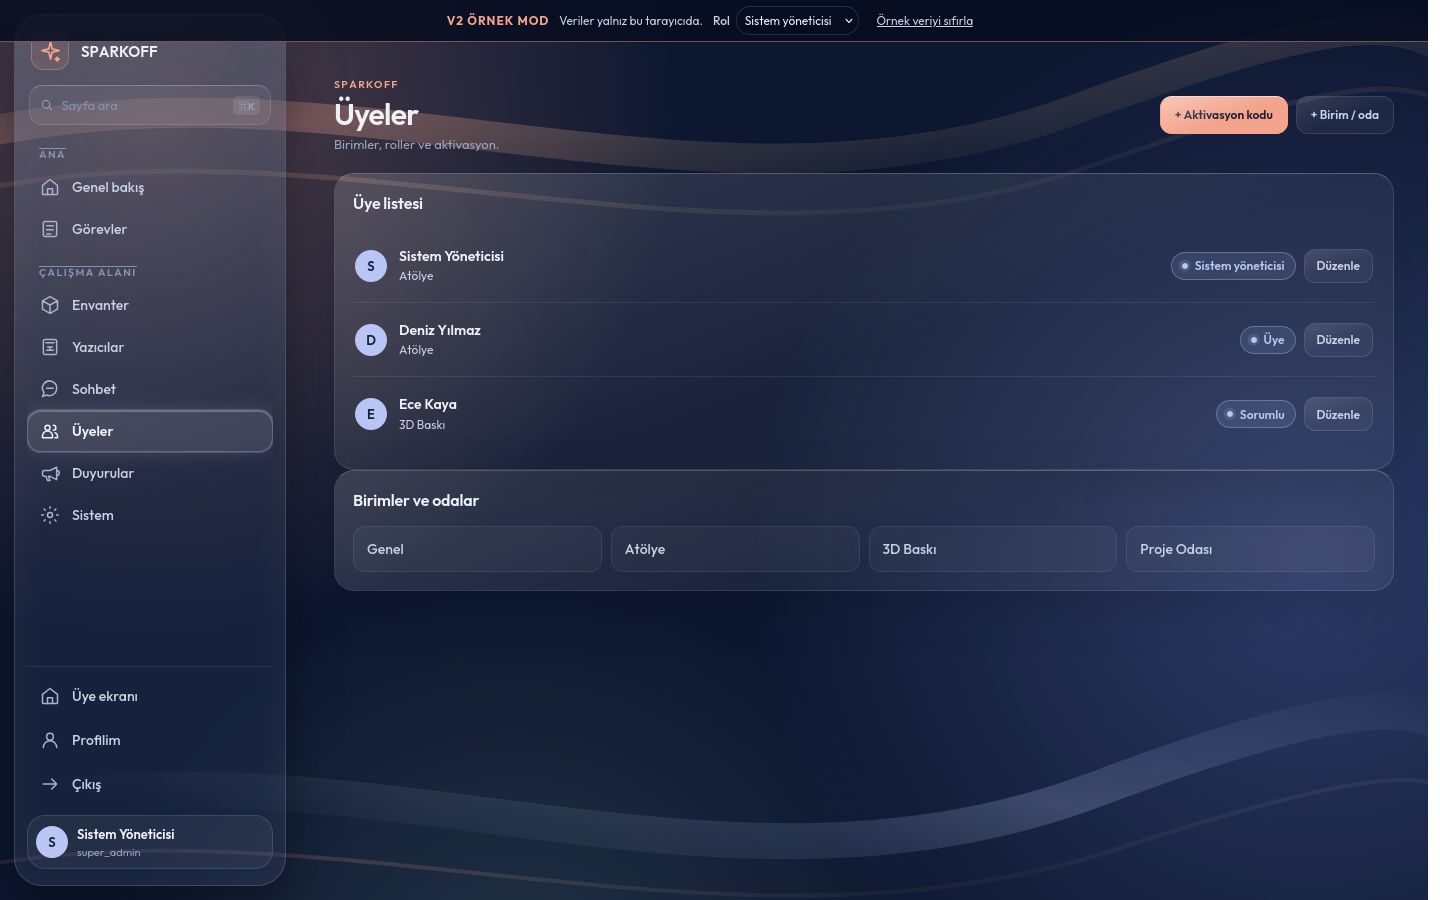 V2 ÖRNEK MOD Veriler yalnız bu tarayıcıda. Rol Sistem yöneticisi Örnek veriyi sıfırla
SPARKOFF
Sayfa ara ⌘K
ANA
Genel bakış
Görevler
ÇALIŞMA ALANI
Envanter
Yazıcılar
Sohbet
Üyeler
Duyurular
Sistem
Üye ekranı
Profilim
Çıkış
S Sistem Yöneticisi
super_admin
SPARKOFF
Üyeler
Birimler, roller ve aktivasyon.
+ Aktivasyon kodu + Birim / oda
Üye listesi
S Sistem Yöneticisi
Atölye
Sistem yöneticisi Düzenle
D Deniz Yılmaz
Atölye
Üye Düzenle
E Ece Kaya
3D Baskı
Sorumlu Düzenle
Birimler ve odalar
Genel Atölye 3D Baskı Proje Odası